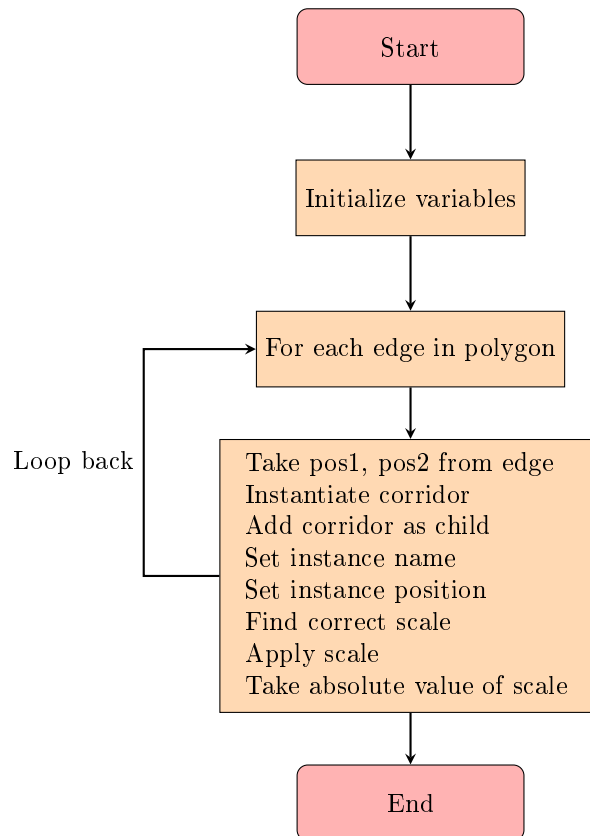 Start
Initialize variables
For each edge in polygon
Loop back
Take pos1, pos2 from edge
Instantiate corridor
Add corridor as child
Set instance name
Set instance position
Find correct scale
Apply scale
Take absolute value of scale
End